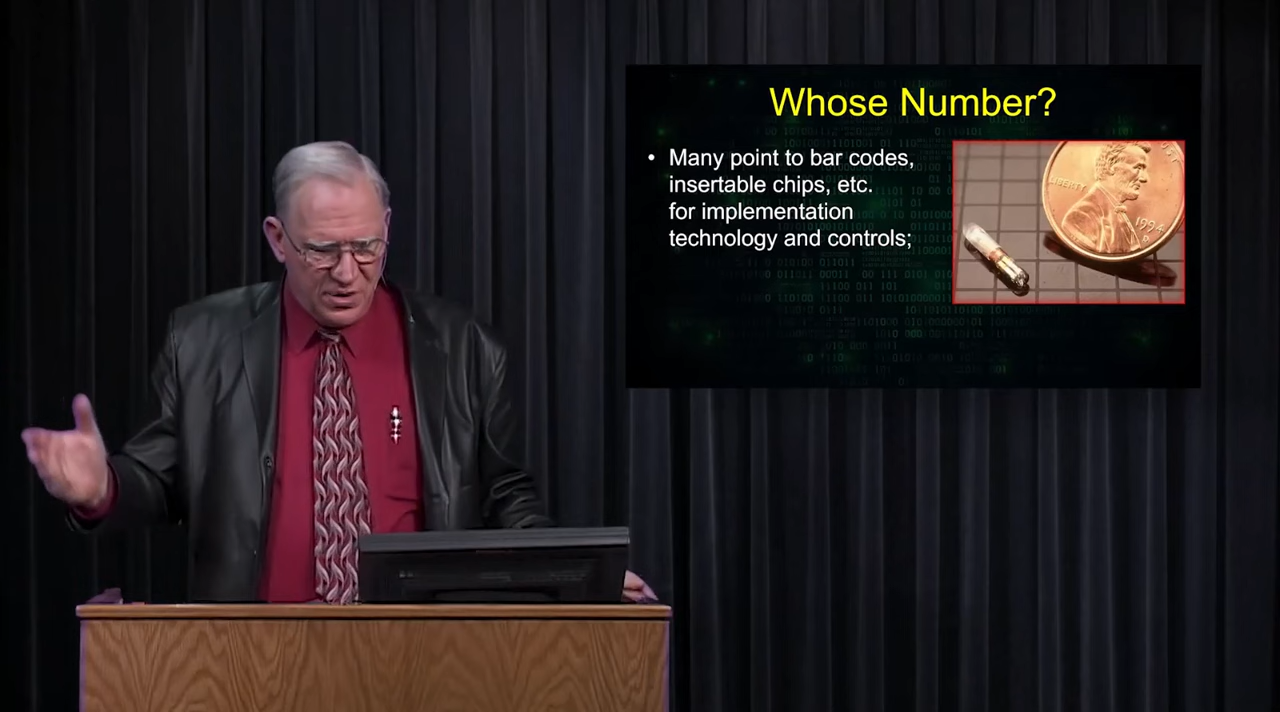 Whose Number?
• Many point to bar codes,
insertable chips, etc.
for implementation
technology and controls;
LIBERTY
1994
D